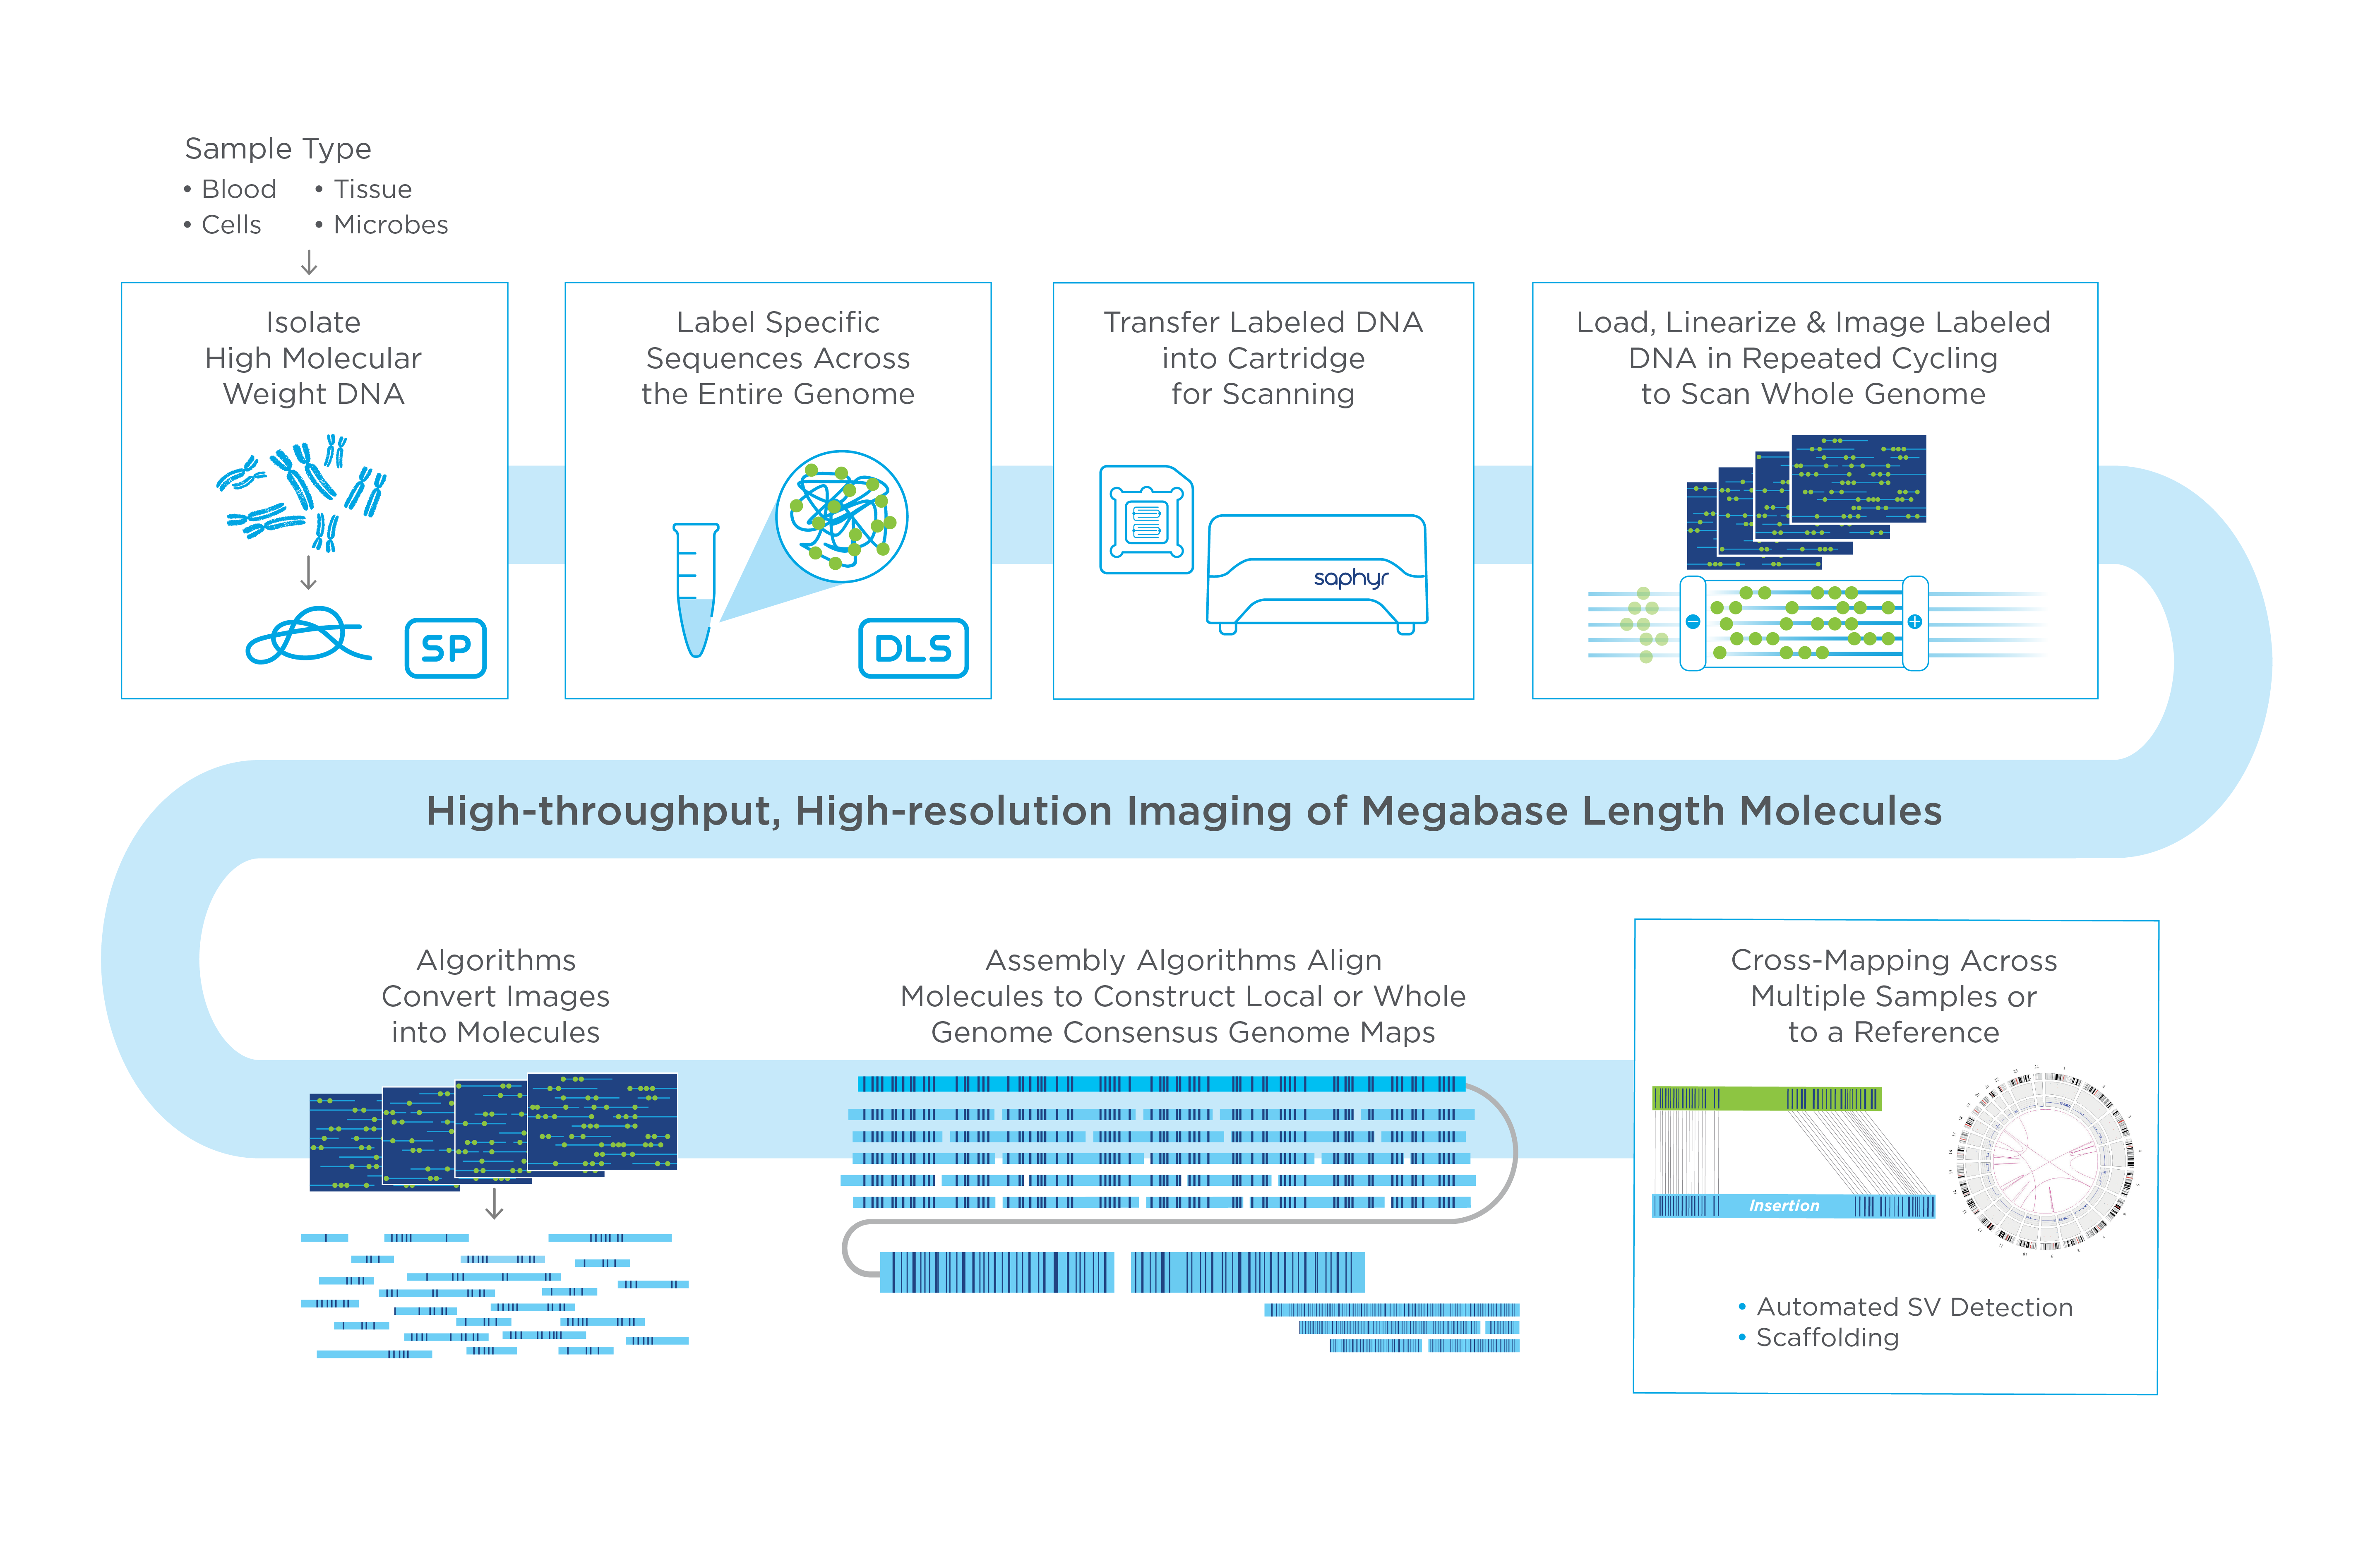 Sample Type
• Blood • Tissue
• Cells • Microbes
Isolate
High Molecular
Weight DNA
SP
Label Specific
Sequences Across
the Entire Genome
DLS
Transfer Labeled DNA
into Cartridge
for Scanning
saphyr
Load, Linearize & Image Labeled
DNA in Repeated Cycling
to Scan Whole Genome
− +
High-throughput, High-resolution Imaging of Megabase Length Molecules
Algorithms
Convert Images
into Molecules
Assembly Algorithms Align
Molecules to Construct Local or Whole
Genome Consensus Genome Maps
Cross-Mapping Across
Multiple Samples or
to a Reference
Insertion
• Automated SV Detection
• Scaffolding